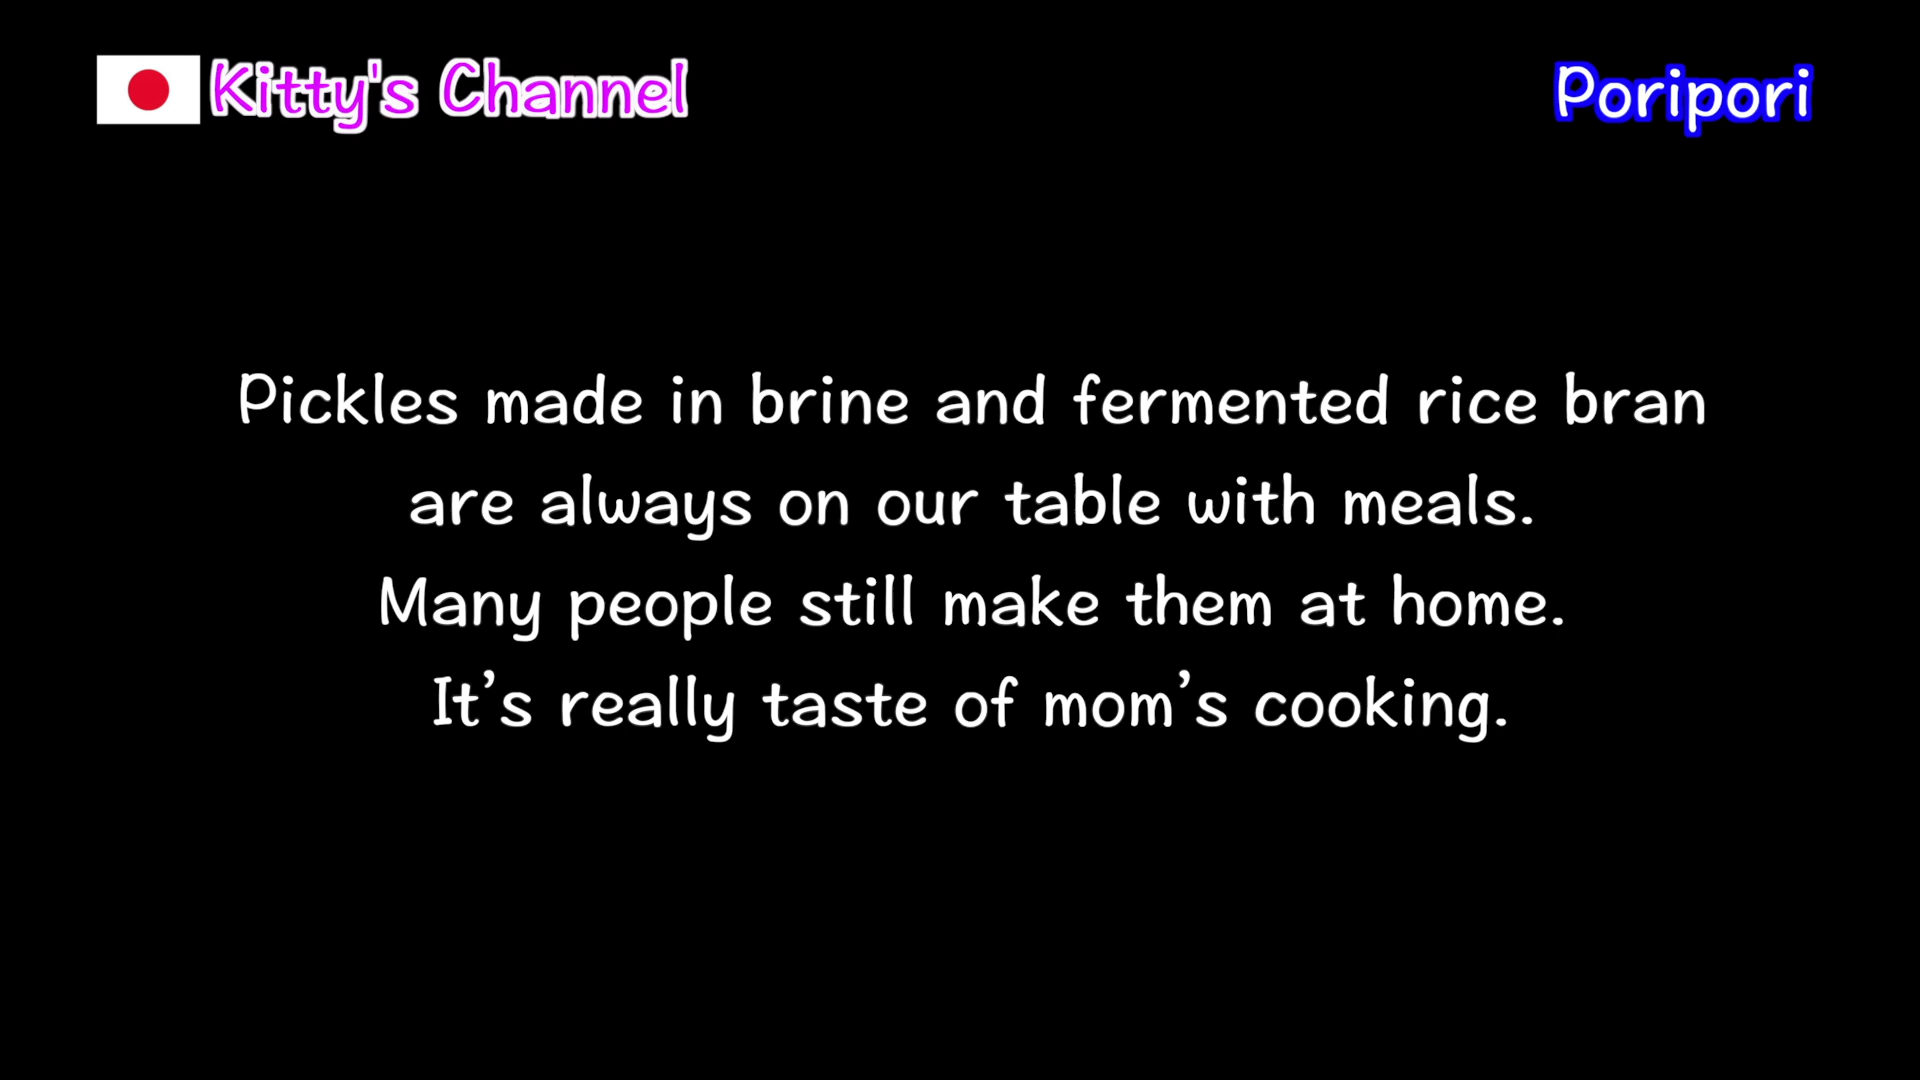 Kitty's Channel
Poripori
Pickles made in brine and fermented rice bran
are always on our table with meals.
Many people still make them at home.
It’s really taste of mom’s cooking.